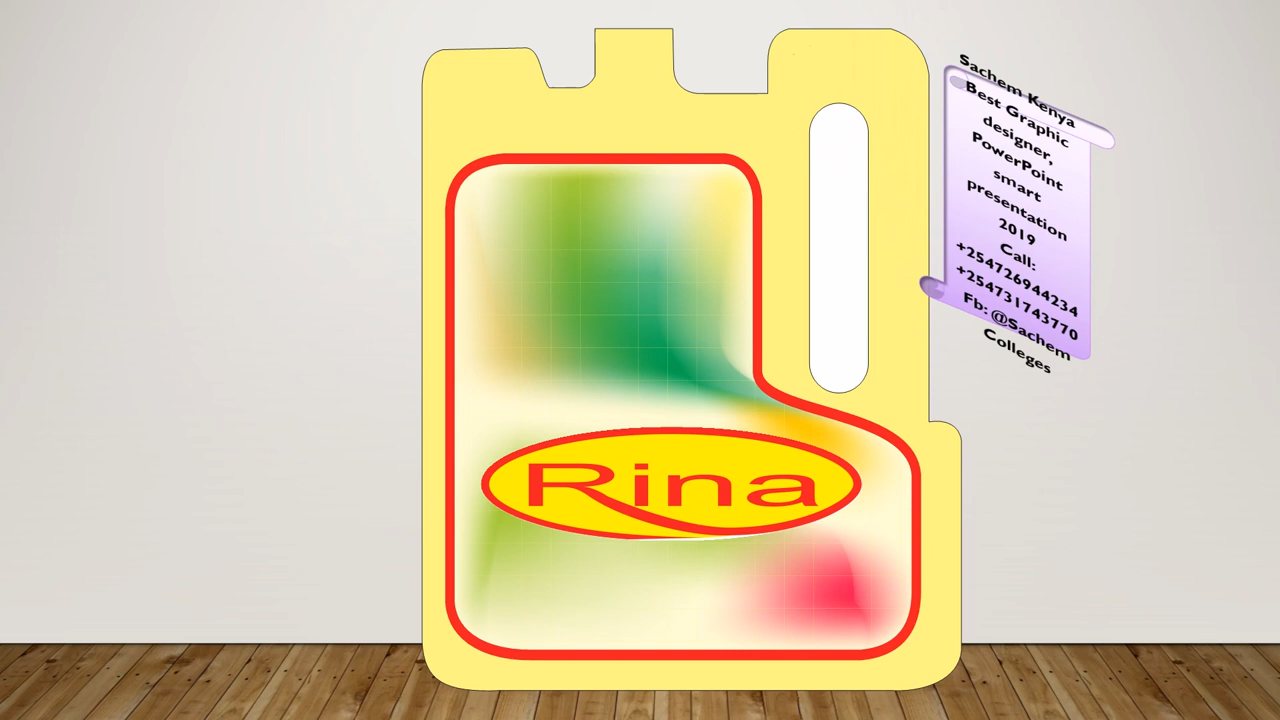 Rina
Sachem Kenya
Best Graphic
designer,
PowerPoint
smart
presentation
2019
Call:
+254726944234
+254731743770
Fb: @Sachem
Colleges